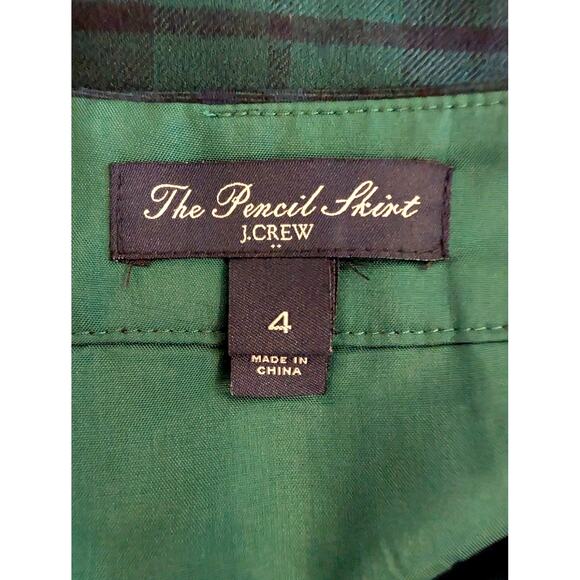 The Pencil Skirt
J.CREW
4
MADE IN
CHINA